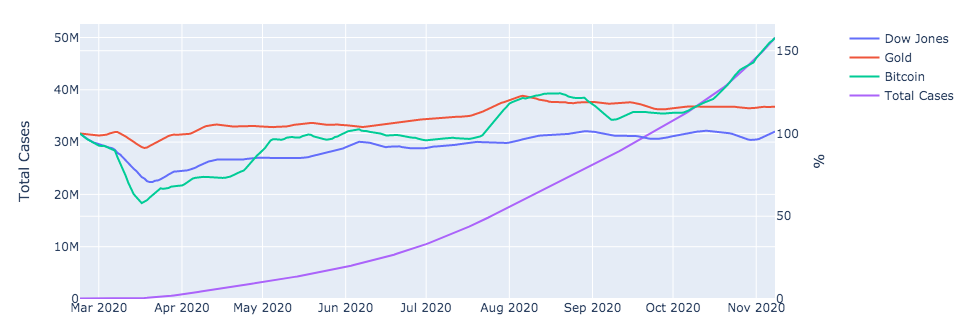 Total Cases
50M
40M
30M
20M
10M
0
150
100
50
0
%
Mar 2020
Apr 2020
May 2020
Jun 2020
Jul 2020
Aug 2020
Sep 2020
Oct 2020
Nov 2020
Dow Jones
Gold
Bitcoin
Total Cases